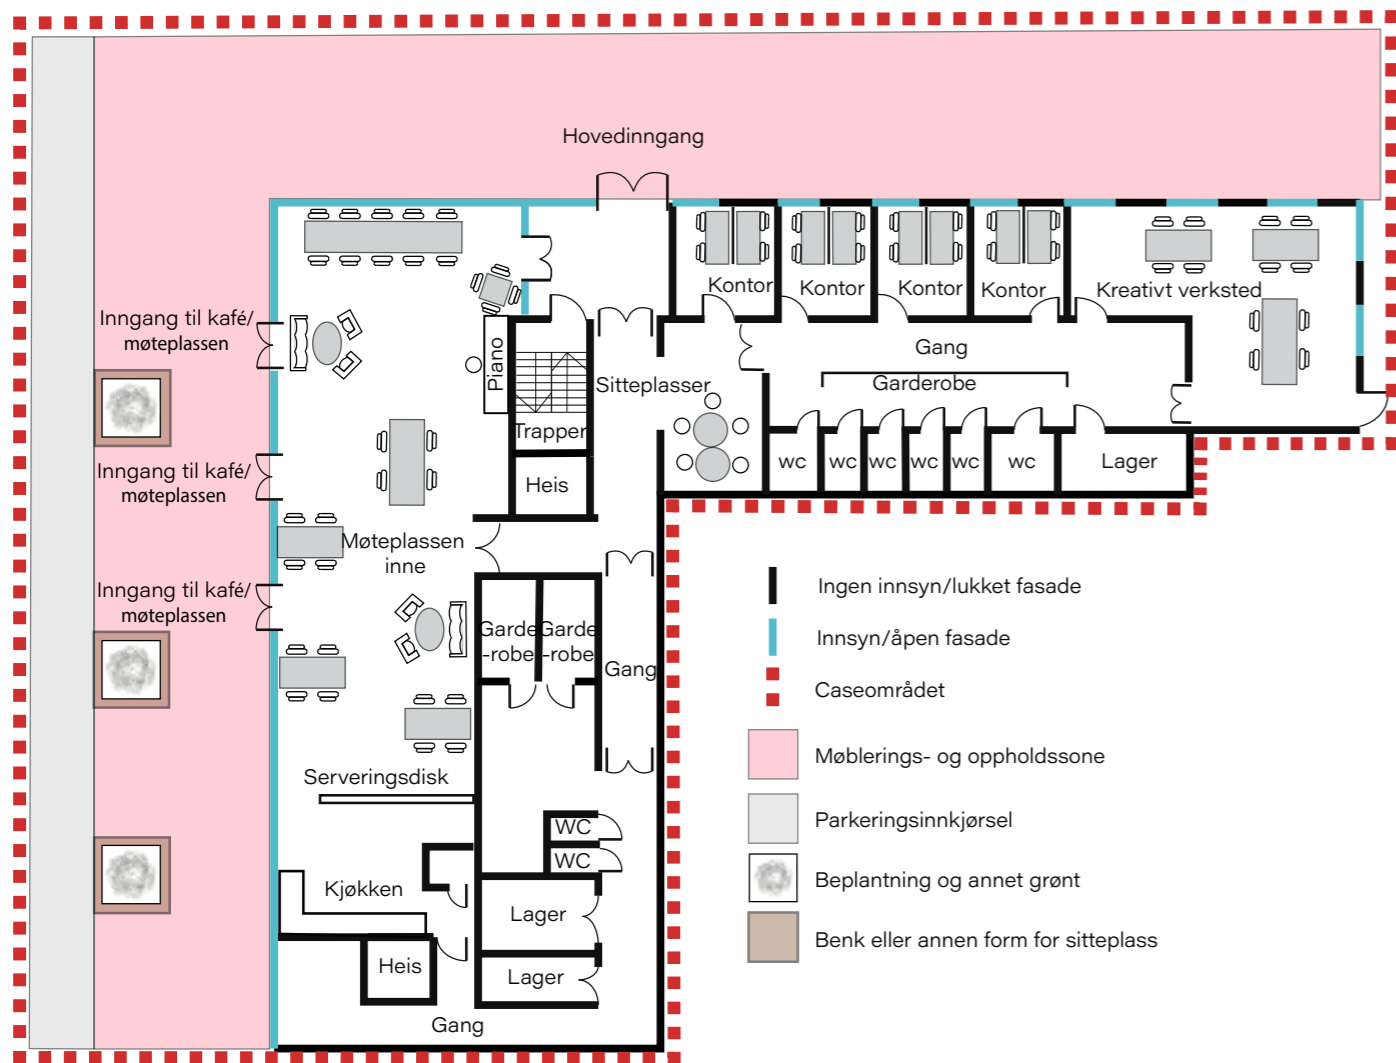 Hovedinngang
Kontor
Kontor
Kontor
Kontor
Kreativt verksted
Inngang til kafé/
møteplassen
Piano
Sitteplasser
Gang
Garderobe
Trapper
Inngang til kafé/
møteplassen
Heis
wc
wc
wc
wc
wc
wc
Lager
Møteplassen
inne
Inngang til kafé/
møteplassen
Garde
-robe
Garde
-robe
Gang
Serveringsdisk
WC
WC
Kjøkken
Lager
Heis
Lager
Gang
Ingen innsyn/lukket fasade
Innsyn/åpen fasade
Caseområdet
Møblerings- og oppholdssone
Parkeringsinnkjørsel
Beplantning og annet grønt
Benk eller annen form for sitteplass